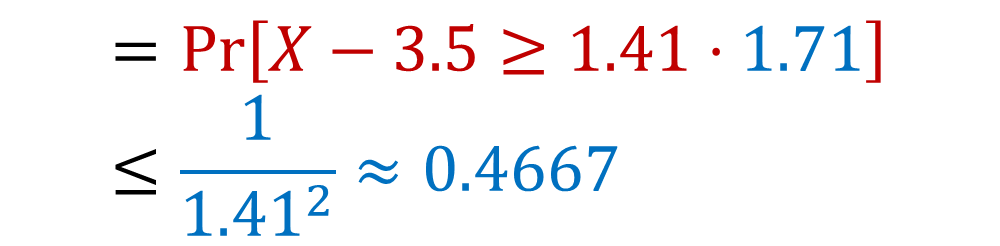 = Pr[X − 3.5 ≥ 1.41 · 1.71]
≤ 1/1.41² ≈ 0.4667